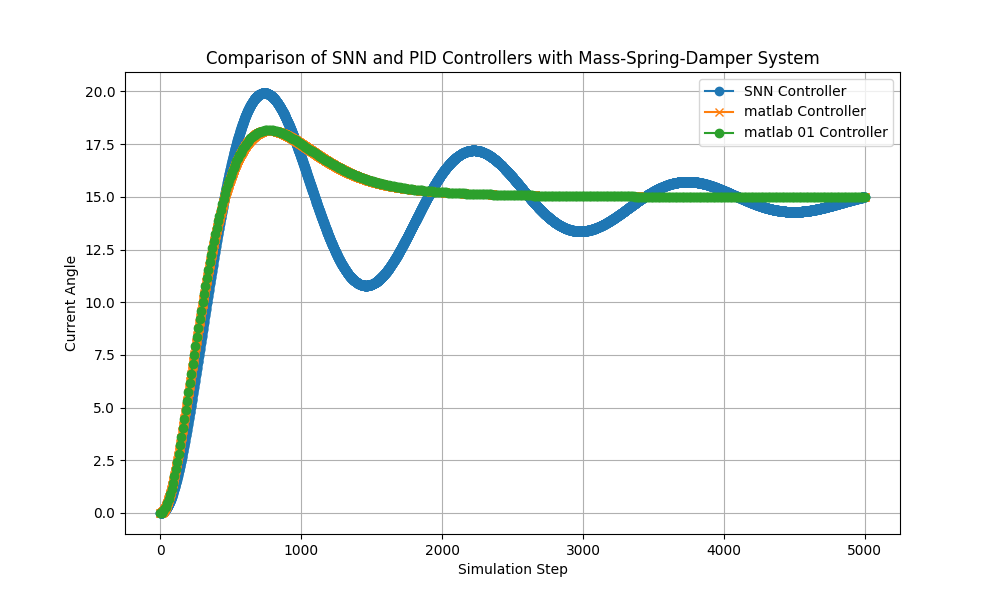 Comparison of SNN and PID Controllers with Mass-Spring-Damper System
SNN Controller
matlab Controller
matlab 01 Controller
Current Angle
20.0
17.5
15.0
12.5
10.0
7.5
5.0
2.5
0.0
0 1000 2000 3000 4000 5000
Simulation Step